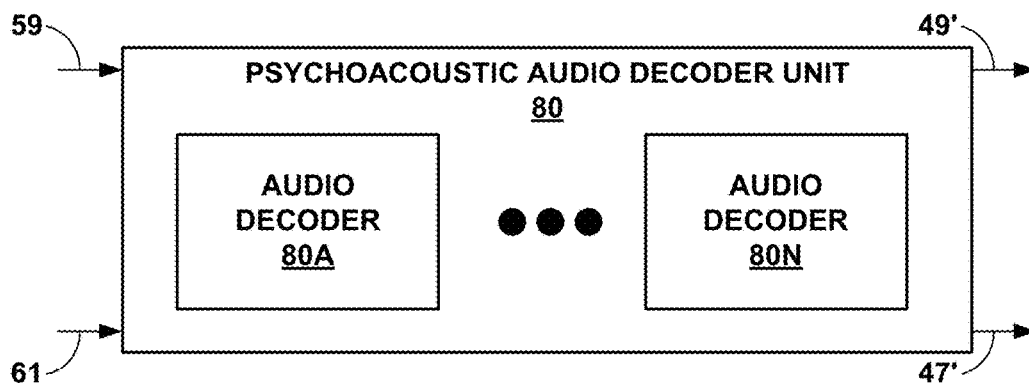 59
49'
PSYCHOACOUSTIC AUDIO DECODER UNIT
80
AUDIO
DECODER
80A
AUDIO
DECODER
80N
61
47'